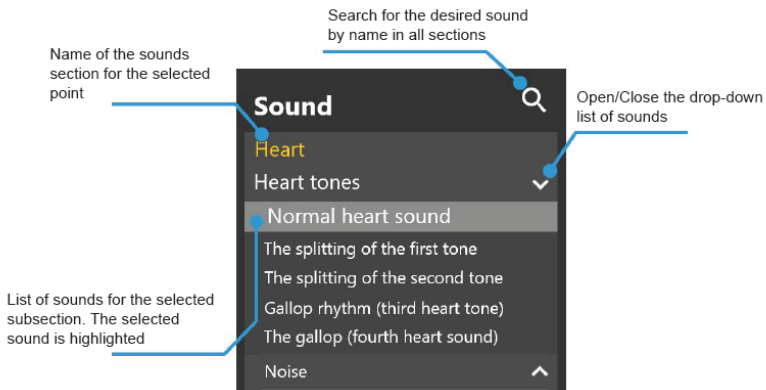 Search for the desired sound
by name in all sections
Name of the sounds
section for the selected
point
Open/Close the drop-down
list of sounds
Sound
Heart
Heart tones
Normal heart sound
The splitting of the first tone
The splitting of the second tone
Gallop rhythm (third heart tone)
The gallop (fourth heart sound)
Noise
List of sounds for the selected
subsection. The selected
sound is highlighted